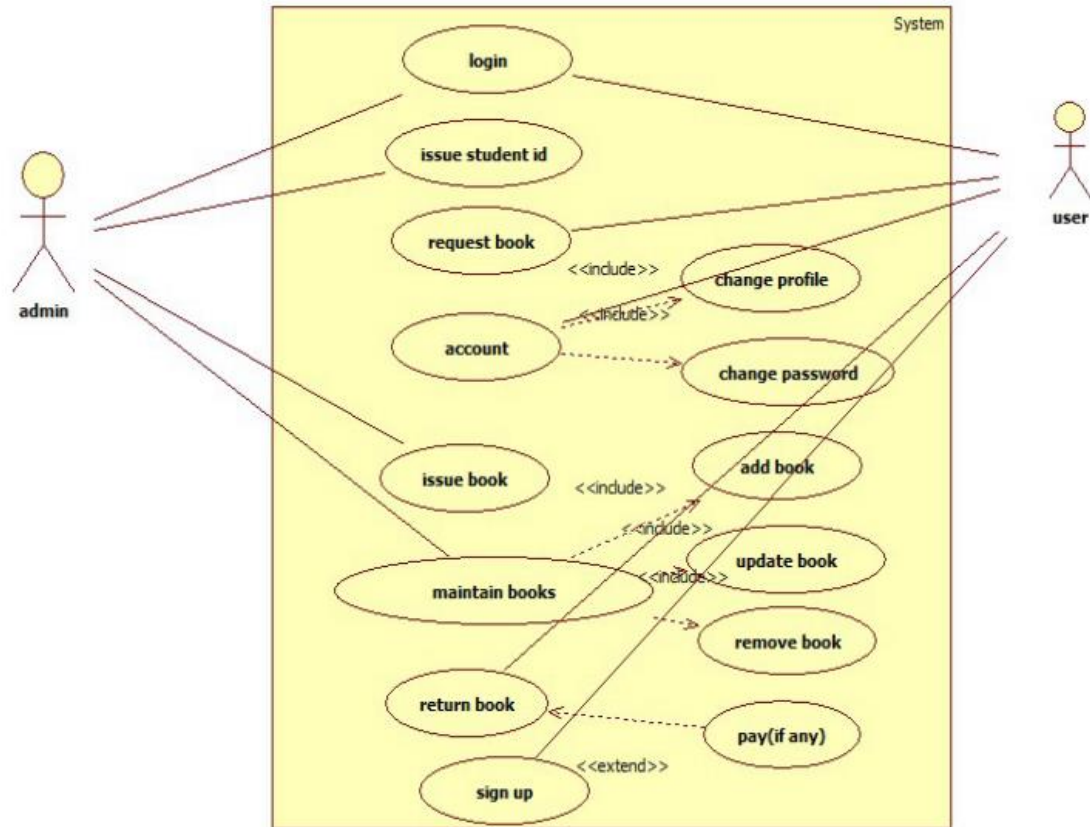 System
login
issue student id
request book
<<include>>
change profile
<<include>>
account
change password
admin
user
issue book
add book
<<include>>
<<include>>
update book
<<include>>
maintain books
remove book
return book
pay(if any)
<<extend>>
sign up